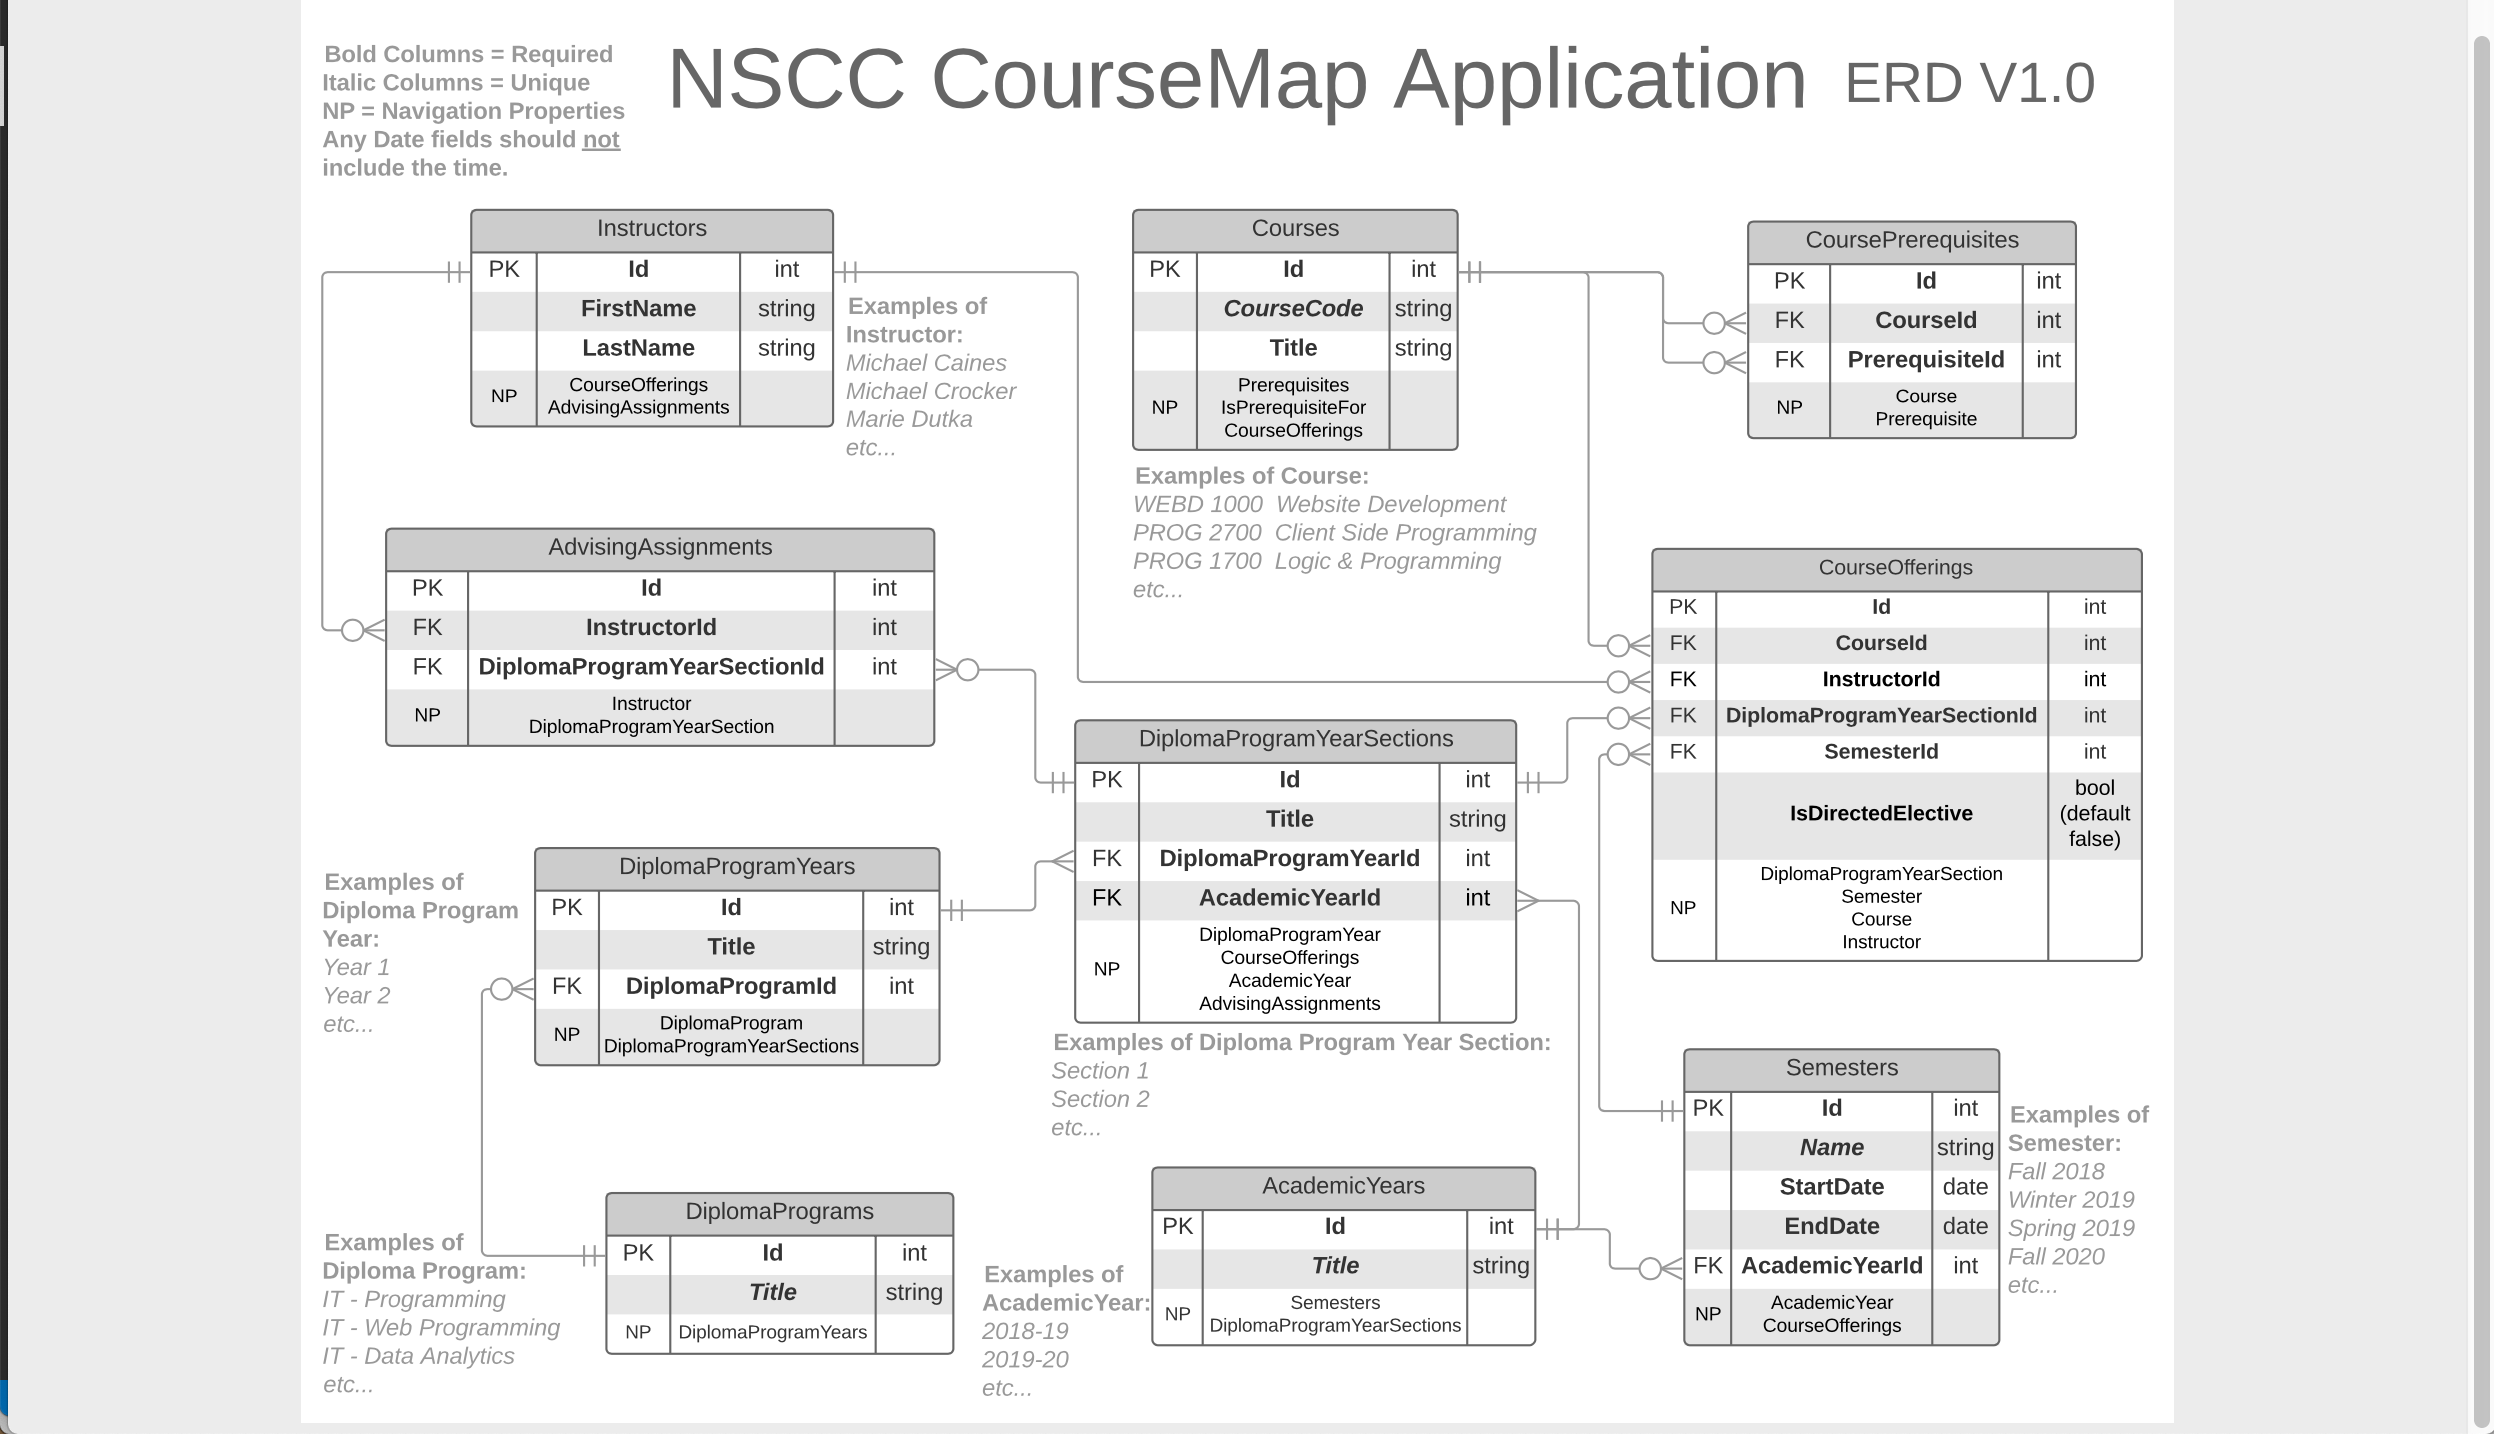 Bold Columns = Required
Italic Columns = Unique
NP = Navigation Properties
Any Date fields should not
include the time.
NSCC CourseMap Application ERD V1.0
Instructors
PK Id int
FirstName string
LastName string
NP
CourseOfferings
AdvisingAssignments
Examples of
Instructor:
Michael Caines
Michael Crocker
Marie Dutka
etc...
Courses
PK Id int
CourseCode string
Title string
NP
Prerequisites
IsPrerequisiteFor
CourseOfferings
Examples of Course:
WEBD 1000 Website Development
PROG 2700 Client Side Programming
PROG 1700 Logic & Programming
etc...
CoursePrerequisites
PK Id int
FK CourseId int
FK PrerequisiteId int
NP
Course
Prerequisite
AdvisingAssignments
PK Id int
FK InstructorId int
FK DiplomaProgramYearSectionId int
NP
Instructor
DiplomaProgramYearSection
CourseOfferings
PK Id int
FK CourseId int
FK InstructorId int
FK DiplomaProgramYearSectionId int
FK SemesterId int
IsDirectedElective
bool
(default
false)
NP
DiplomaProgramYearSection
Semester
Course
Instructor
DiplomaProgramYearSections
PK Id int
Title string
FK DiplomaProgramYearId int
FK AcademicYearId int
NP
DiplomaProgramYear
CourseOfferings
AcademicYear
AdvisingAssignments
Examples of Diploma Program Year Section:
Section 1
Section 2
etc...
Examples of
Diploma Program
Year:
Year 1
Year 2
etc...
DiplomaProgramYears
PK Id int
Title string
FK DiplomaProgramId int
NP
DiplomaProgram
DiplomaProgramYearSections
Examples of
Diploma Program:
IT - Programming
IT - Web Programming
IT - Data Analytics
etc...
DiplomaPrograms
PK Id int
Title string
NP DiplomaProgramYears
Examples of
AcademicYear:
2018-19
2019-20
etc...
AcademicYears
PK Id int
Title string
NP
Semesters
DiplomaProgramYearSections
Semesters
PK Id int
Name string
StartDate date
EndDate date
FK AcademicYearId int
NP
AcademicYear
CourseOfferings
Examples of
Semester:
Fall 2018
Winter 2019
Spring 2019
Fall 2020
etc...